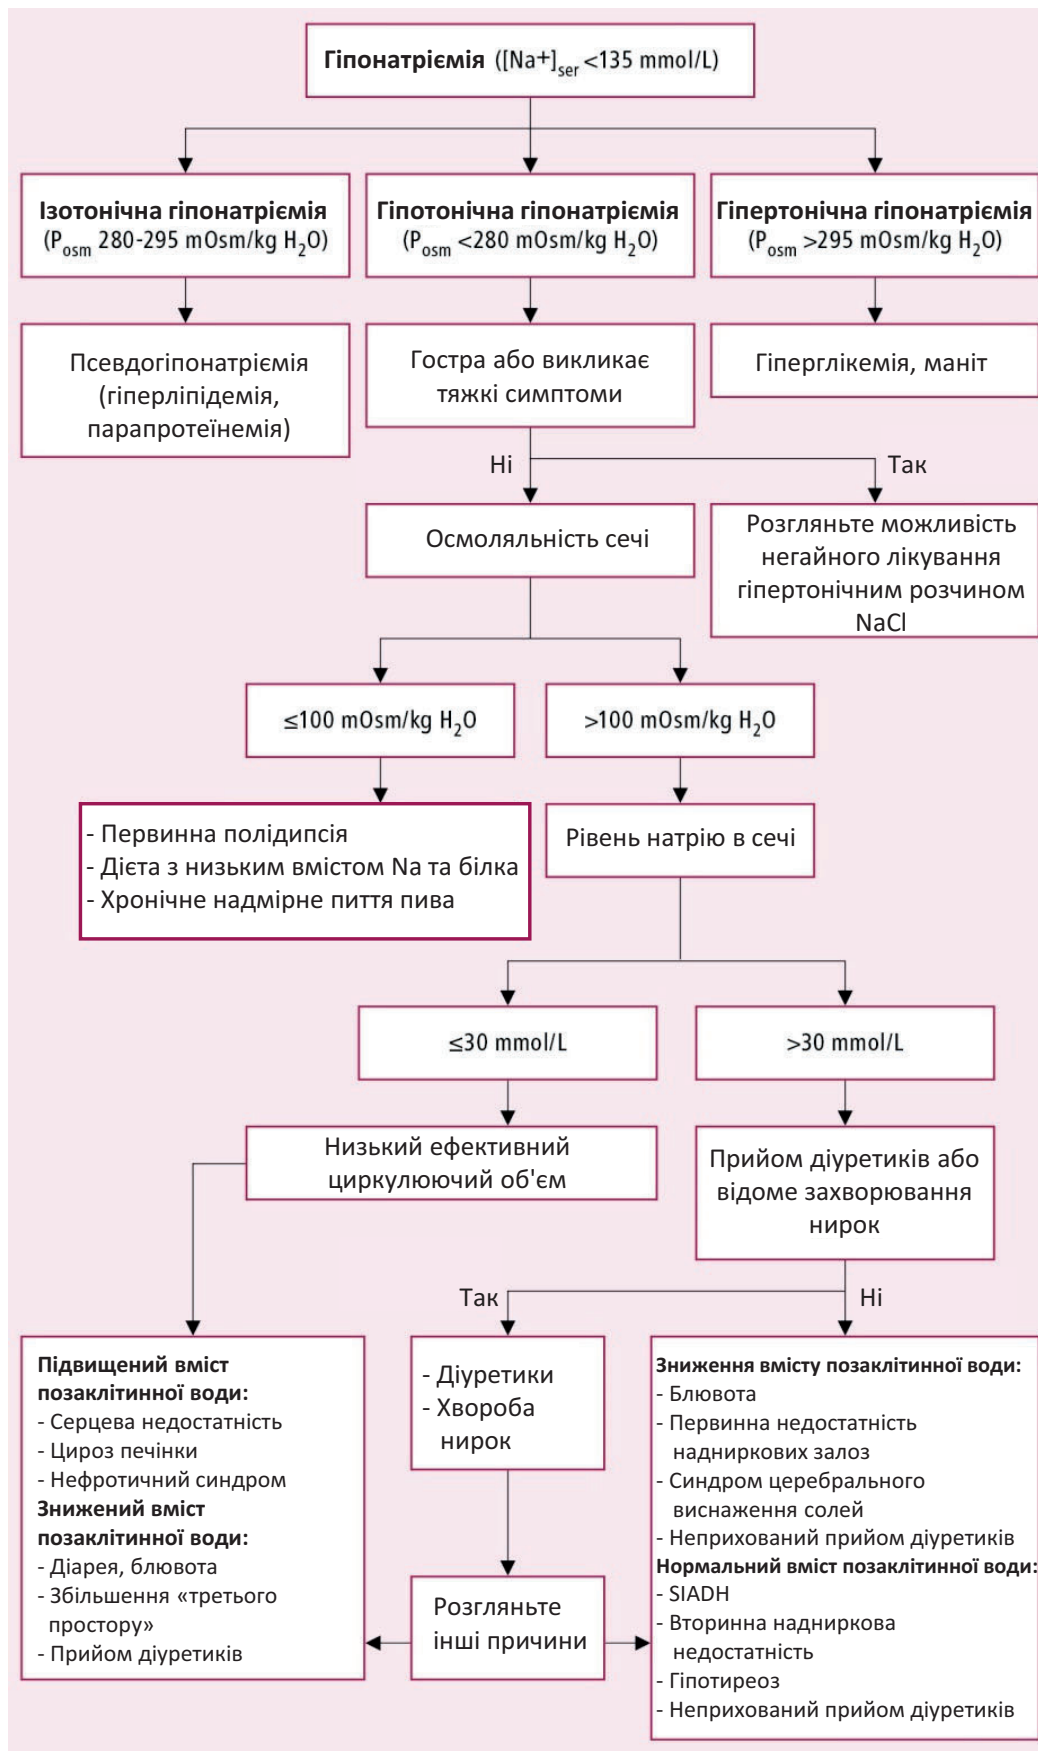 Гіпонатріємія ([Na+]ser <135 mmol/L)
Ізотонічна гіпонатріємія
(Posm 280-295 mOsm/kg H2O)
Гіпотонічна гіпонатріємія
(Posm <280 mOsm/kg H2O)
Гіпертонічна гіпонатріємія
(Posm >295 mOsm/kg H2O)
Псевдогіпонатріємія
(гіперліпідемія,
парапротеїнемія)
Гостра або викликає
тяжкі симптоми
Гіперглікемія, маніт
Ні
Так
Осмоляльність сечі
Розгляньте можливість
негайного лікування
гіпертонічним розчином
NaCl
≤100 mOsm/kg H2O
>100 mOsm/kg H2O
- Первинна полідипсія
- Дієта з низьким вмістом Na та білка
- Хронічне надмірне пиття пива
Рівень натрію в сечі
≤30 mmol/L
>30 mmol/L
Низький ефективний
циркулюючий об'єм
Прийом діуретиків або
відоме захворювання
нирок
Так
Ні
Підвищений вміст
позаклітинної води:
- Серцева недостатність
- Цироз печінки
- Нефротичний синдром
Знижений вміст
позаклітинної води:
- Діарея, блювота
- Збільшення «третього
простору»
- Прийом діуретиків
- Діуретики
- Хвороба
нирок
Розгляньте
інші причини
Зниження вмісту позаклітинної води:
- Блювота
- Первинна недостатність
надниркових залоз
- Синдром церебрального
виснаження солей
- Неприхований прийом діуретиків
Нормальний вміст позаклітинної води:
- SIADH
- Вторинна надниркова
недостатність
- Гіпотиреоз
- Неприхований прийом діуретиків